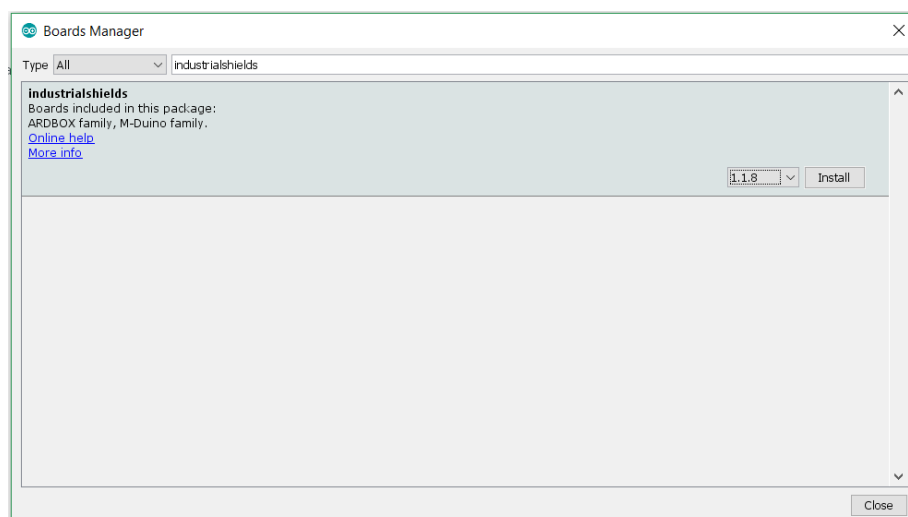 Boards Manager
Type All industrialshields
industrialshields
Boards included in this package:
ARDBOX family, M-Duino family.
Online help
More info
1.1.8 Install
Close